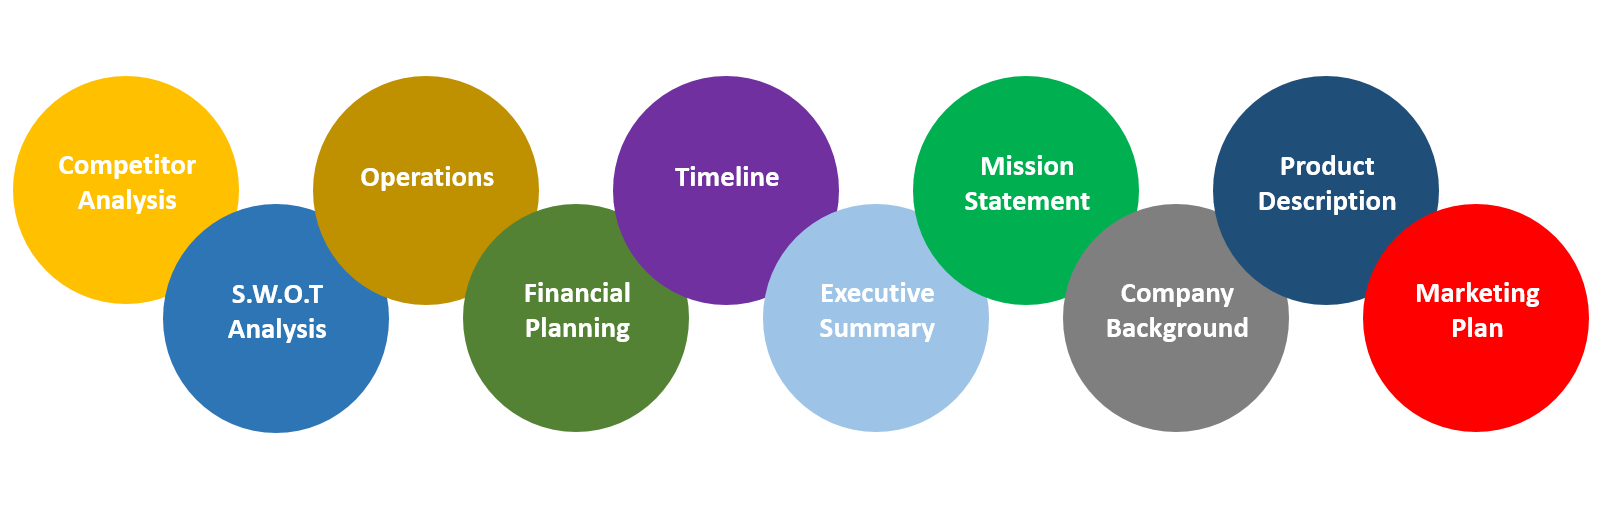 Competitor
Analysis
S.W.O.T
Analysis
Operations
Financial
Planning
Timeline
Executive
Summary
Mission
Statement
Company
Background
Product
Description
Marketing
Plan